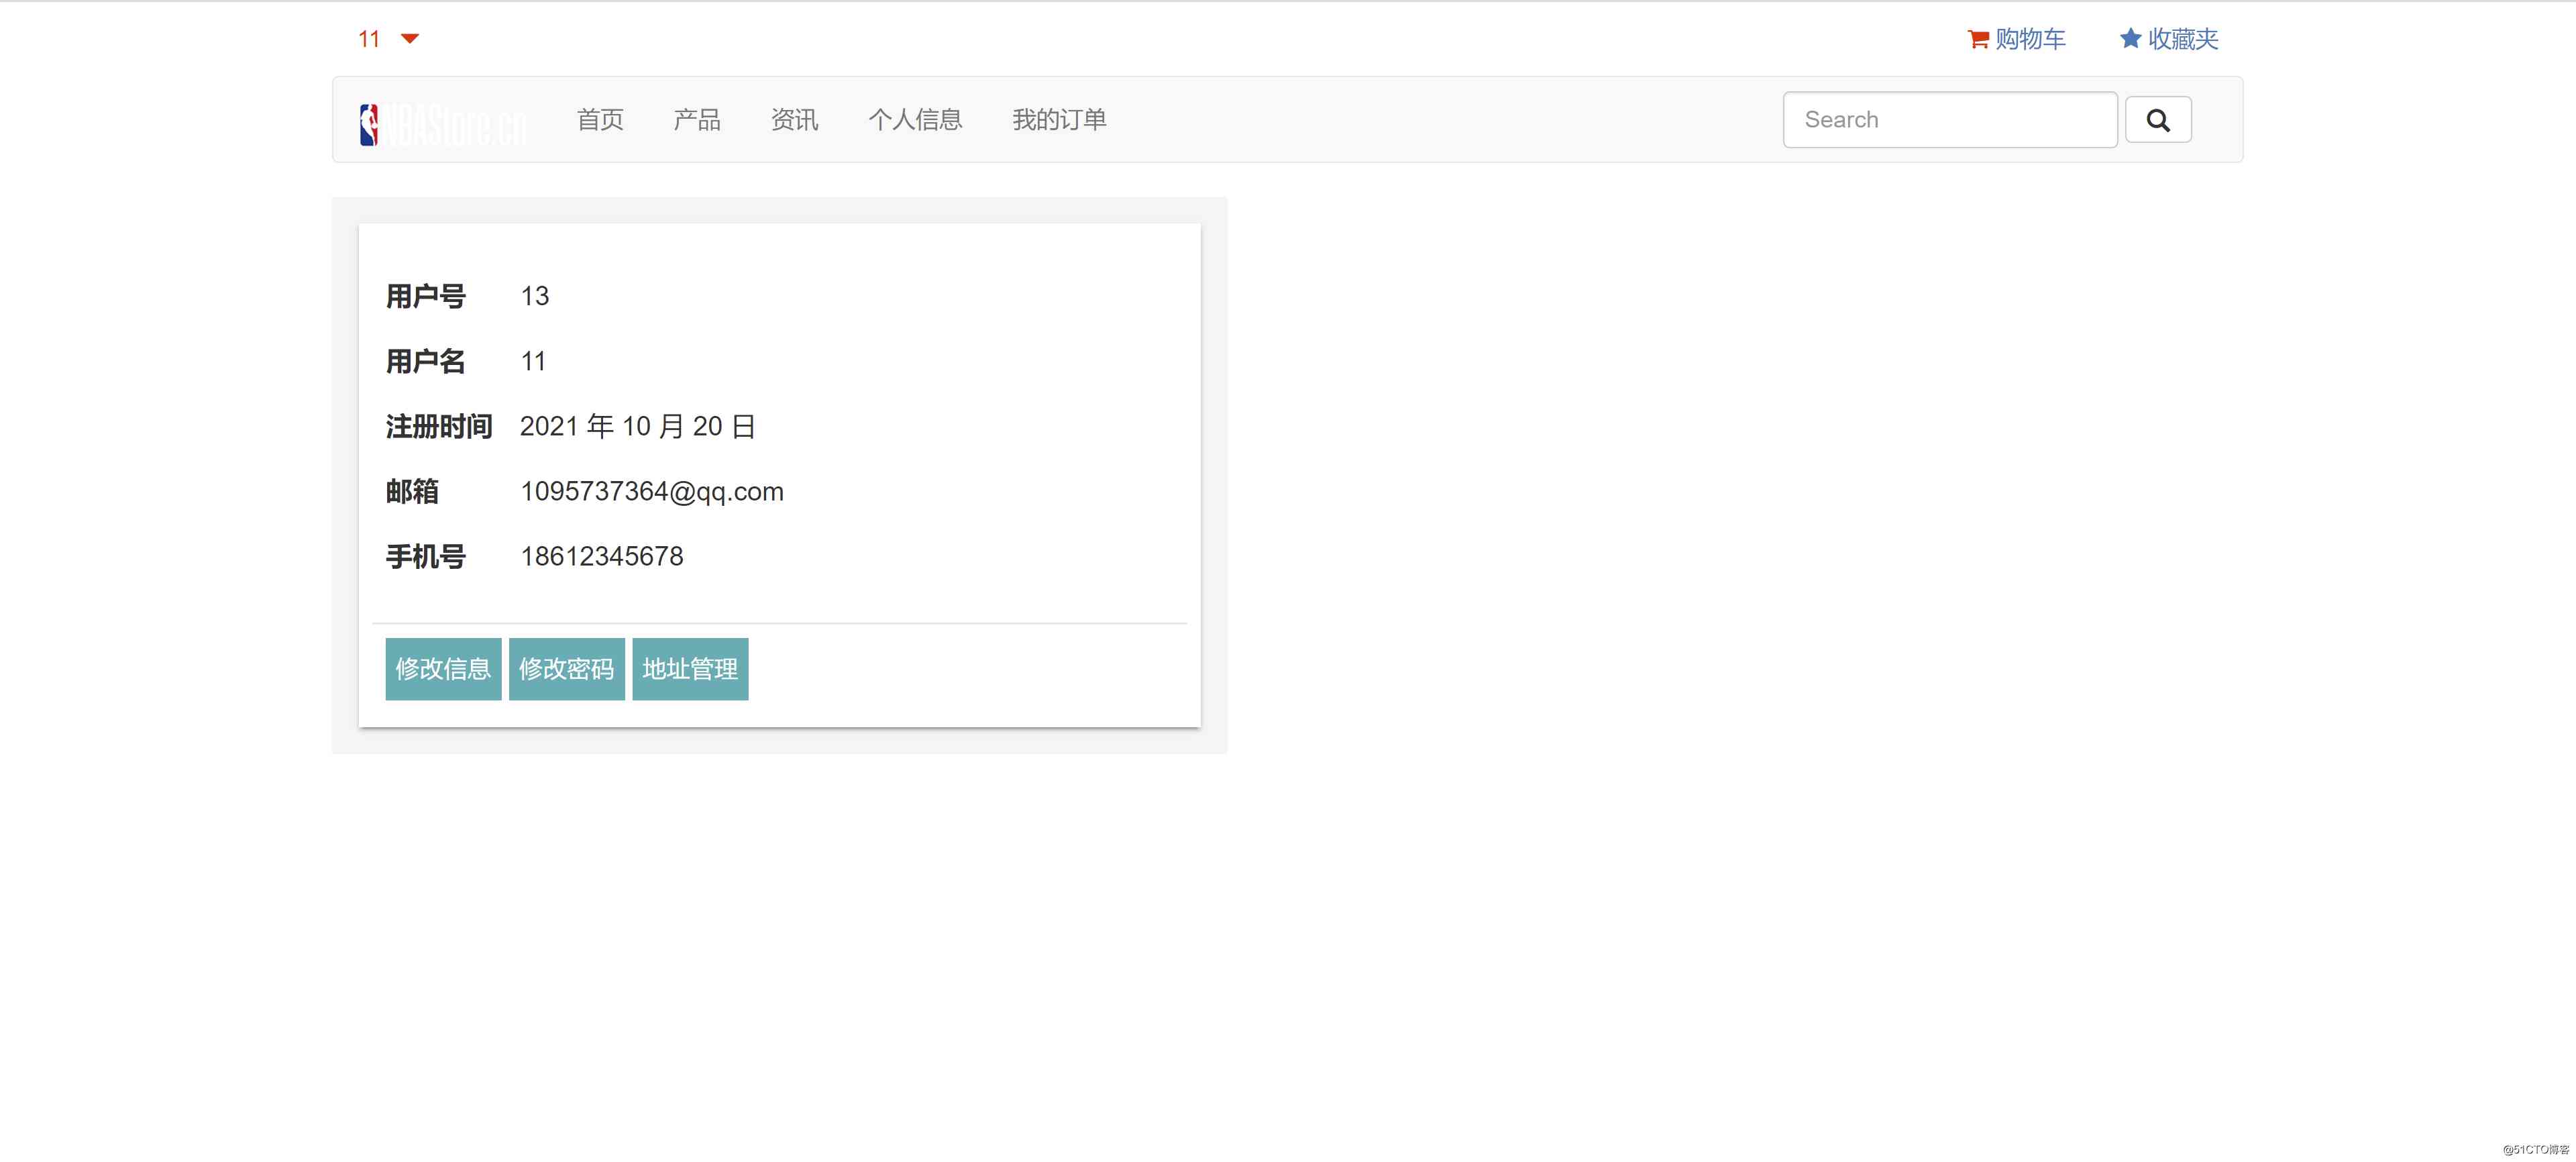 11 购物车 收藏夹
NBAStore.cn 首页 产品 资讯 个人信息 我的订单 Search
用户号 13
用户名 11
注册时间 2021 年 10 月 20 日
邮箱 1095737364@qq.com
手机号 18612345678
修改信息 修改密码 地址管理
@51CTO博客